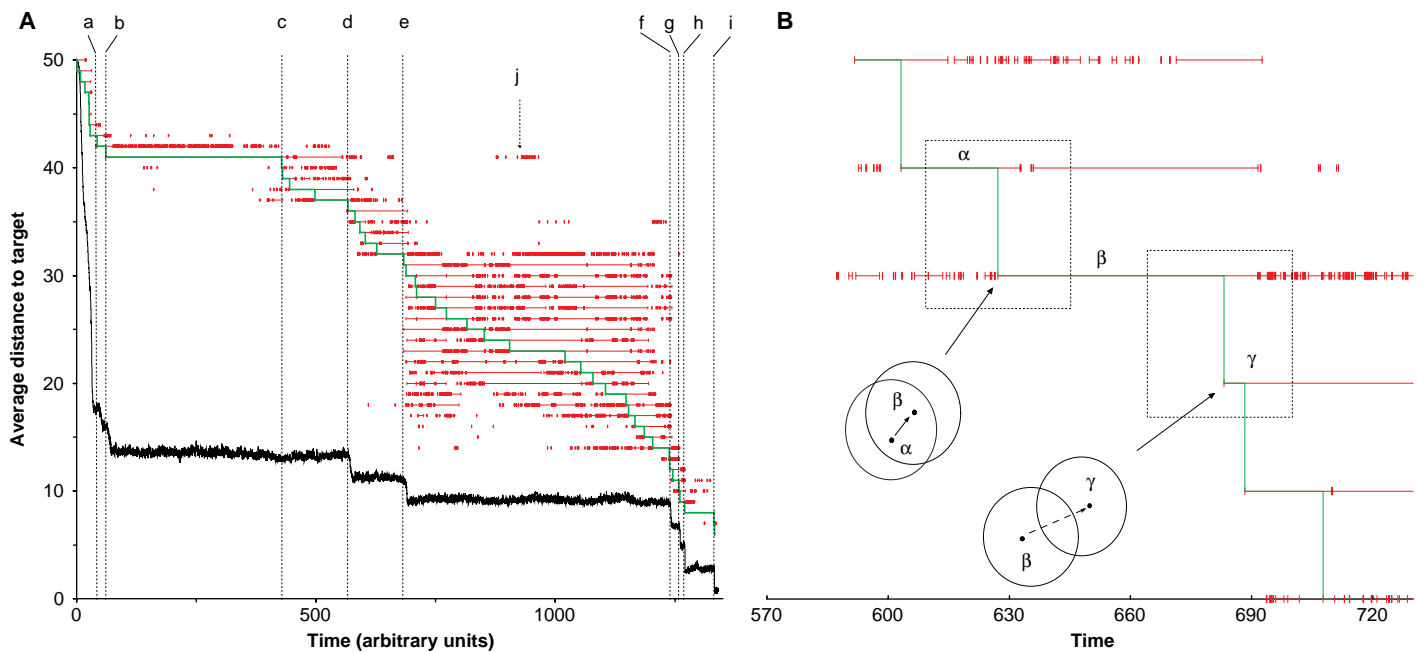 A
a b c d e f g h i
j
50
40
30
20
10
0
Average distance to target
0 500 1000
Time (arbitrary units)
B
α
β
γ
β
α
γ
β
570 600 630 660 690 720
Time